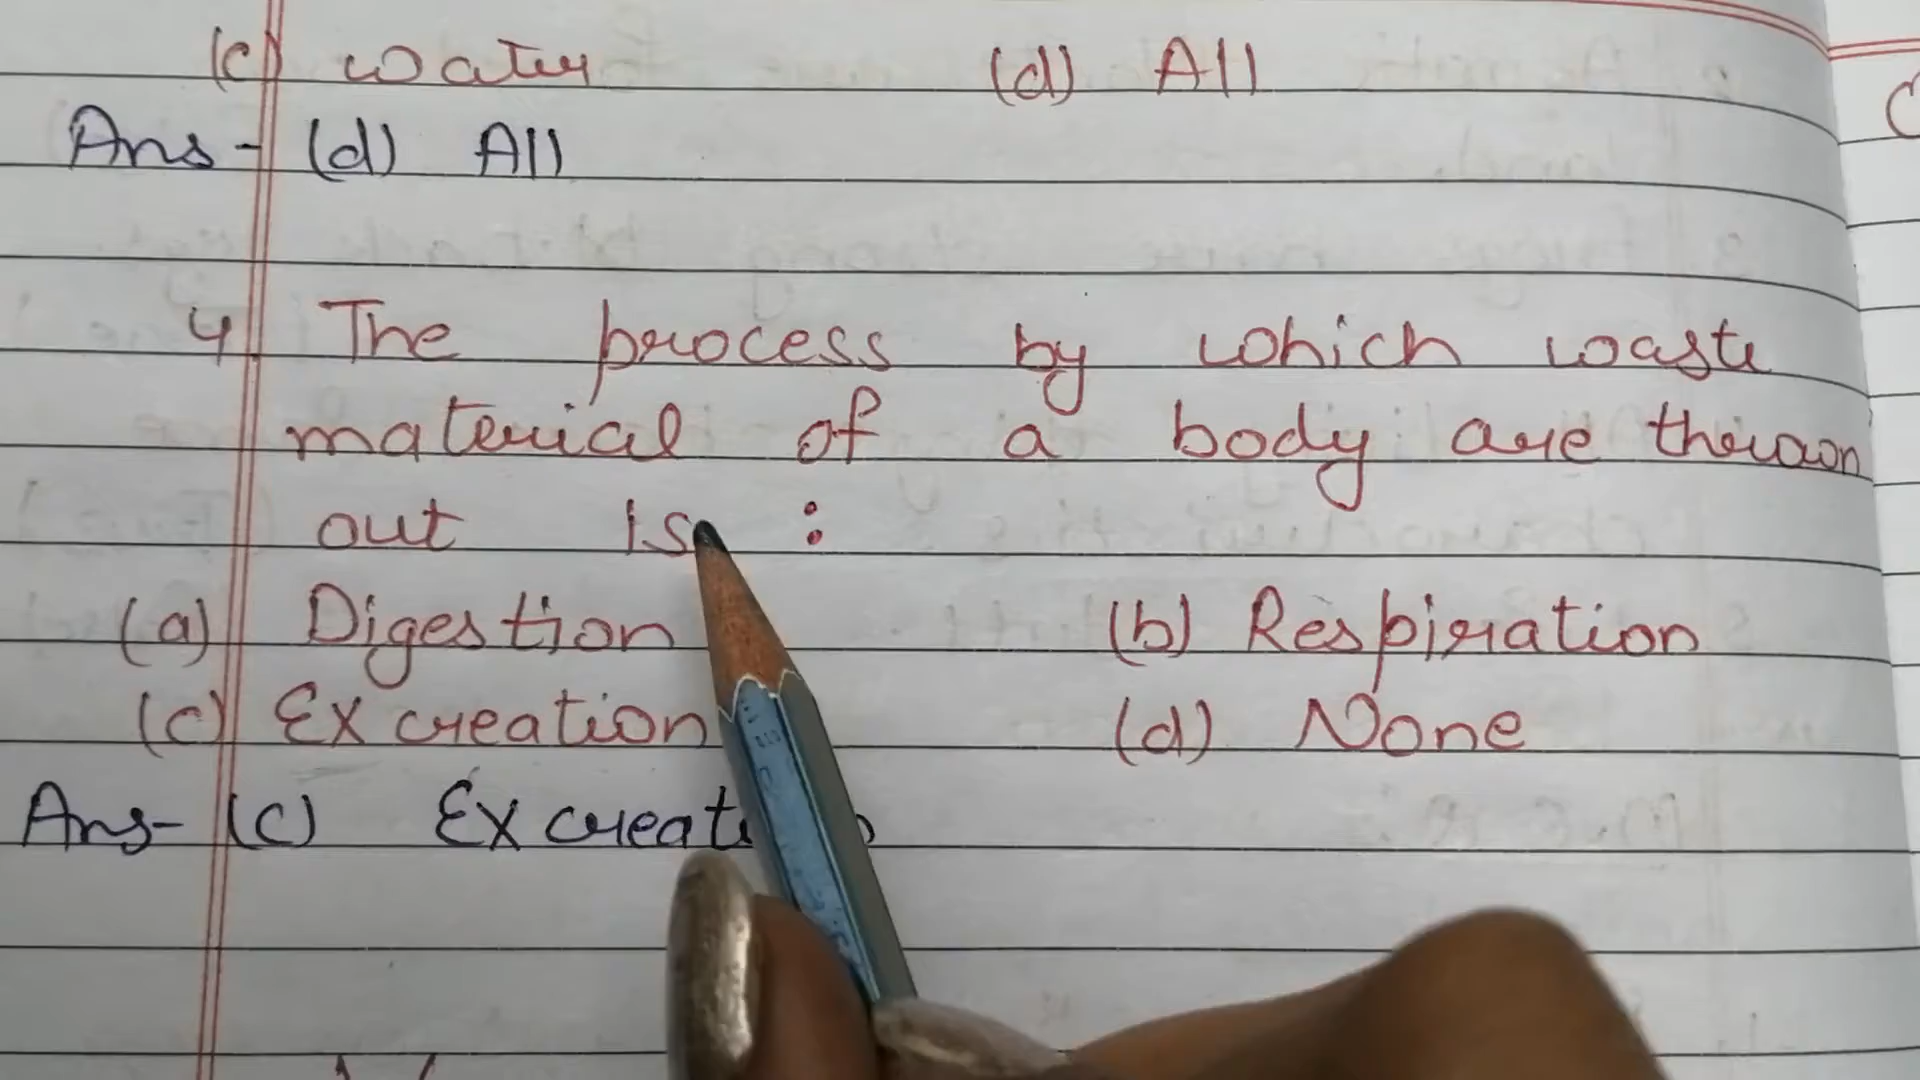 (c) water (d) All
Ans - (d) All
4. The process by which waste
material of a body are thrown
out is :
(a) Digestion (b) Respiration
(c) Excreation (d) None
Ans- (c)